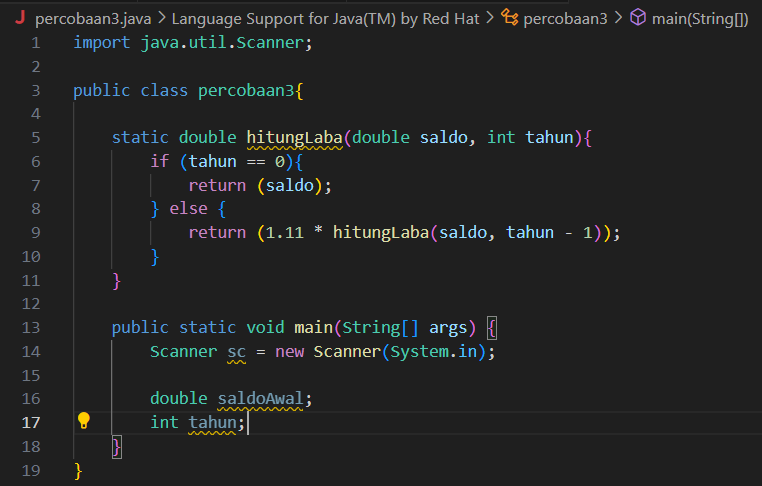 J percobaan3.java > Language Support for Java(TM) by Red Hat > percobaan3 > main(String[])
1 import java.util.Scanner;
2
3 public class percobaan3{
4
5 static double hitungLaba(double saldo, int tahun){
6 if (tahun == 0){
7 return (saldo);
8 } else {
9 return (1.11 * hitungLaba(saldo, tahun - 1));
10 }
11 }
12
13 public static void main(String[] args) {
14 Scanner sc = new Scanner(System.in);
15
16 double saldoAwal;
17 int tahun;
18 }
19 }